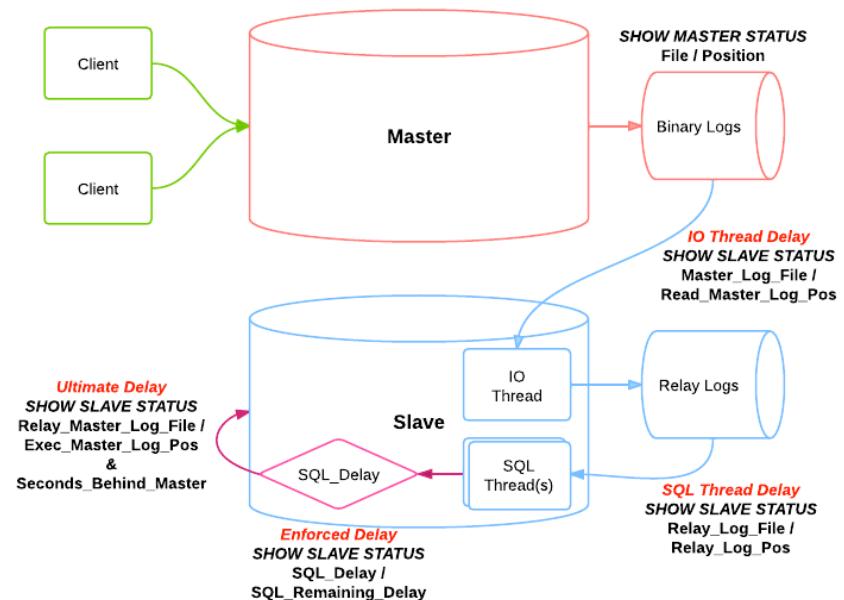 Client
Client
Master
SHOW MASTER STATUS
File / Position
Binary Logs
IO Thread Delay
SHOW SLAVE STATUS
Master_Log_File /
Read_Master_Log_Pos
IO
Thread
Relay Logs
Slave
SQL
Thread(s)
SQL_Delay
Ultimate Delay
SHOW SLAVE STATUS
Relay_Master_Log_File /
Exec_Master_Log_Pos
&
Seconds_Behind_Master
SQL Thread Delay
SHOW SLAVE STATUS
Relay_Log_File /
Relay_Log_Pos
Enforced Delay
SHOW SLAVE STATUS
SQL_Delay /
SQL_Remaining_Delay